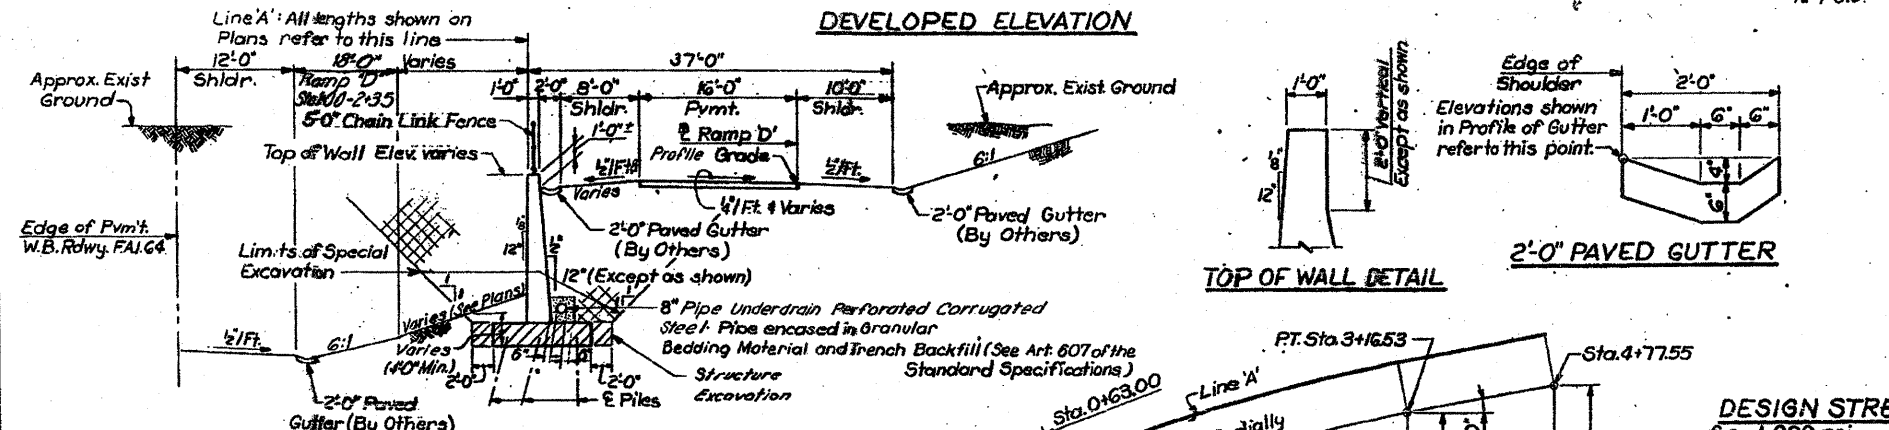 DEVELOPED ELEVATION
Line 'A': All lengths shown on
Plans refer to this line
12'-0"
Shldr.
18'-0"
Ramp 'D'
Varies
Approx. Exist
Ground
5'-0" Chain Link Fence
Top of Wall Elev. varies
37'-0"
1'-0"
2'-0"
8'-0"
Shldr.
16'-0"
Pvmt.
10'-0"
Shldr.
1'-0"±
℄ Ramp 'D'
Profile Grade
Approx. Exist Ground
6:1
Varies
½"/Ft.
¼"/Ft. & Varies
2'-0" Paved Gutter
(By Others)
2'-0" Paved Gutter
(By Others)
Edge of Pvm't.
W.B. Rdwy. FAI.64
Limits of Special
Excavation
12"
12" (Except as shown)
Varies (See Plans)
8" Pipe Underdrain Perforated Corrugated
Steel Pipe encased in Granular
Bedding Material and Trench Backfill (See Art. 607 of the
Standard Specifications)
½"/Ft.
6:1
Varies
(4'-0" Min.)
2'-0"
6"
2'-0"
℄ Piles
Structure
Excavation
2'-0" Paved
Gutter (By Others)
1'-0"
2'-0" Vertical
Except as shown
12"
TOP OF WALL DETAIL
Edge of
Shoulder
Elevations shown
in Profile of Gutter
refer to this point.
2'-0"
1'-0"
6"
6"
4"
6"
2'-0" PAVED GUTTER
Sta. 0+63.00
Line 'A'
P.T. Sta. 3+16.53
Sta. 4+77.55
DESIGN STRE